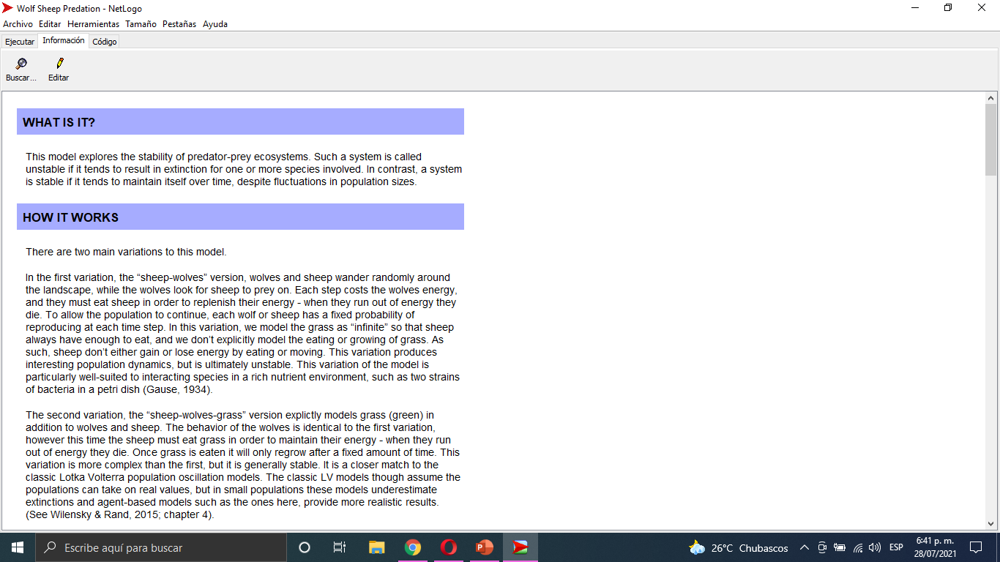 Wolf Sheep Predation - NetLogo
Archivo Editar Herramientas Tamaño Pestañas Ayuda
Ejecutar Información Código
Buscar... Editar
WHAT IS IT?
This model explores the stability of predator-prey ecosystems. Such a system is called
unstable if it tends to result in extinction for one or more species involved. In contrast, a system
is stable if it tends to maintain itself over time, despite fluctuations in population sizes.
HOW IT WORKS
There are two main variations to this model.
In the first variation, the “sheep-wolves” version, wolves and sheep wander randomly around
the landscape, while the wolves look for sheep to prey on. Each step costs the wolves energy,
and they must eat sheep in order to replenish their energy - when they run out of energy they
die. To allow the population to continue, each wolf or sheep has a fixed probability of
reproducing at each time step. In this variation, we model the grass as “infinite” so that sheep
always have enough to eat, and we don’t explicitly model the eating or growing of grass. As
such, sheep don’t either gain or lose energy by eating or moving. This variation produces
interesting population dynamics, but is ultimately unstable. This variation of the model is
particularly well-suited to interacting species in a rich nutrient environment, such as two strains
of bacteria in a petri dish (Gause, 1934).
The second variation, the “sheep-wolves-grass” version explictly models grass (green) in
addition to wolves and sheep. The behavior of the wolves is identical to the first variation,
however this time the sheep must eat grass in order to maintain their energy - when they run
out of energy they die. Once grass is eaten it will only regrow after a fixed amount of time. This
variation is more complex than the first, but it is generally stable. It is a closer match to the
classic Lotka Volterra population oscillation models. The classic LV models though assume the
populations can take on real values, but in small populations these models underestimate
extinctions and agent-based models such as the ones here, provide more realistic results.
(See Wilensky & Rand, 2015; chapter 4).
Escribe aquí para buscar
26°C Chubascos
ESP
6:41 p. m.
28/07/2021